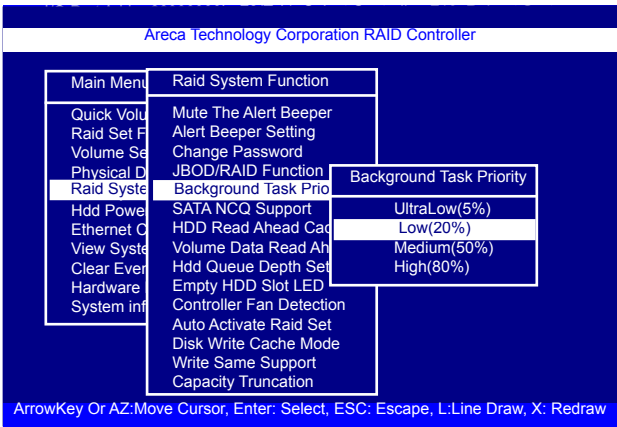 Areca Technology Corporation RAID Controller
Main Menu
Quick Volu
Raid Set F
Volume Se
Physical D
Raid Syste
Hdd Powe
Ethernet C
View Syste
Clear Even
Hardware
System inf
Raid System Function
Mute The Alert Beeper
Alert Beeper Setting
Change Password
JBOD/RAID Function
Background Task Prio
SATA NCQ Support
HDD Read Ahead Cac
Volume Data Read Ah
Hdd Queue Depth Set
Empty HDD Slot LED
Controller Fan Detection
Auto Activate Raid Set
Disk Write Cache Mode
Write Same Support
Capacity Truncation
Background Task Priority
UltraLow(5%)
Low(20%)
Medium(50%)
High(80%)
ArrowKey Or AZ:Move Cursor, Enter: Select, ESC: Escape, L:Line Draw, X: Redraw